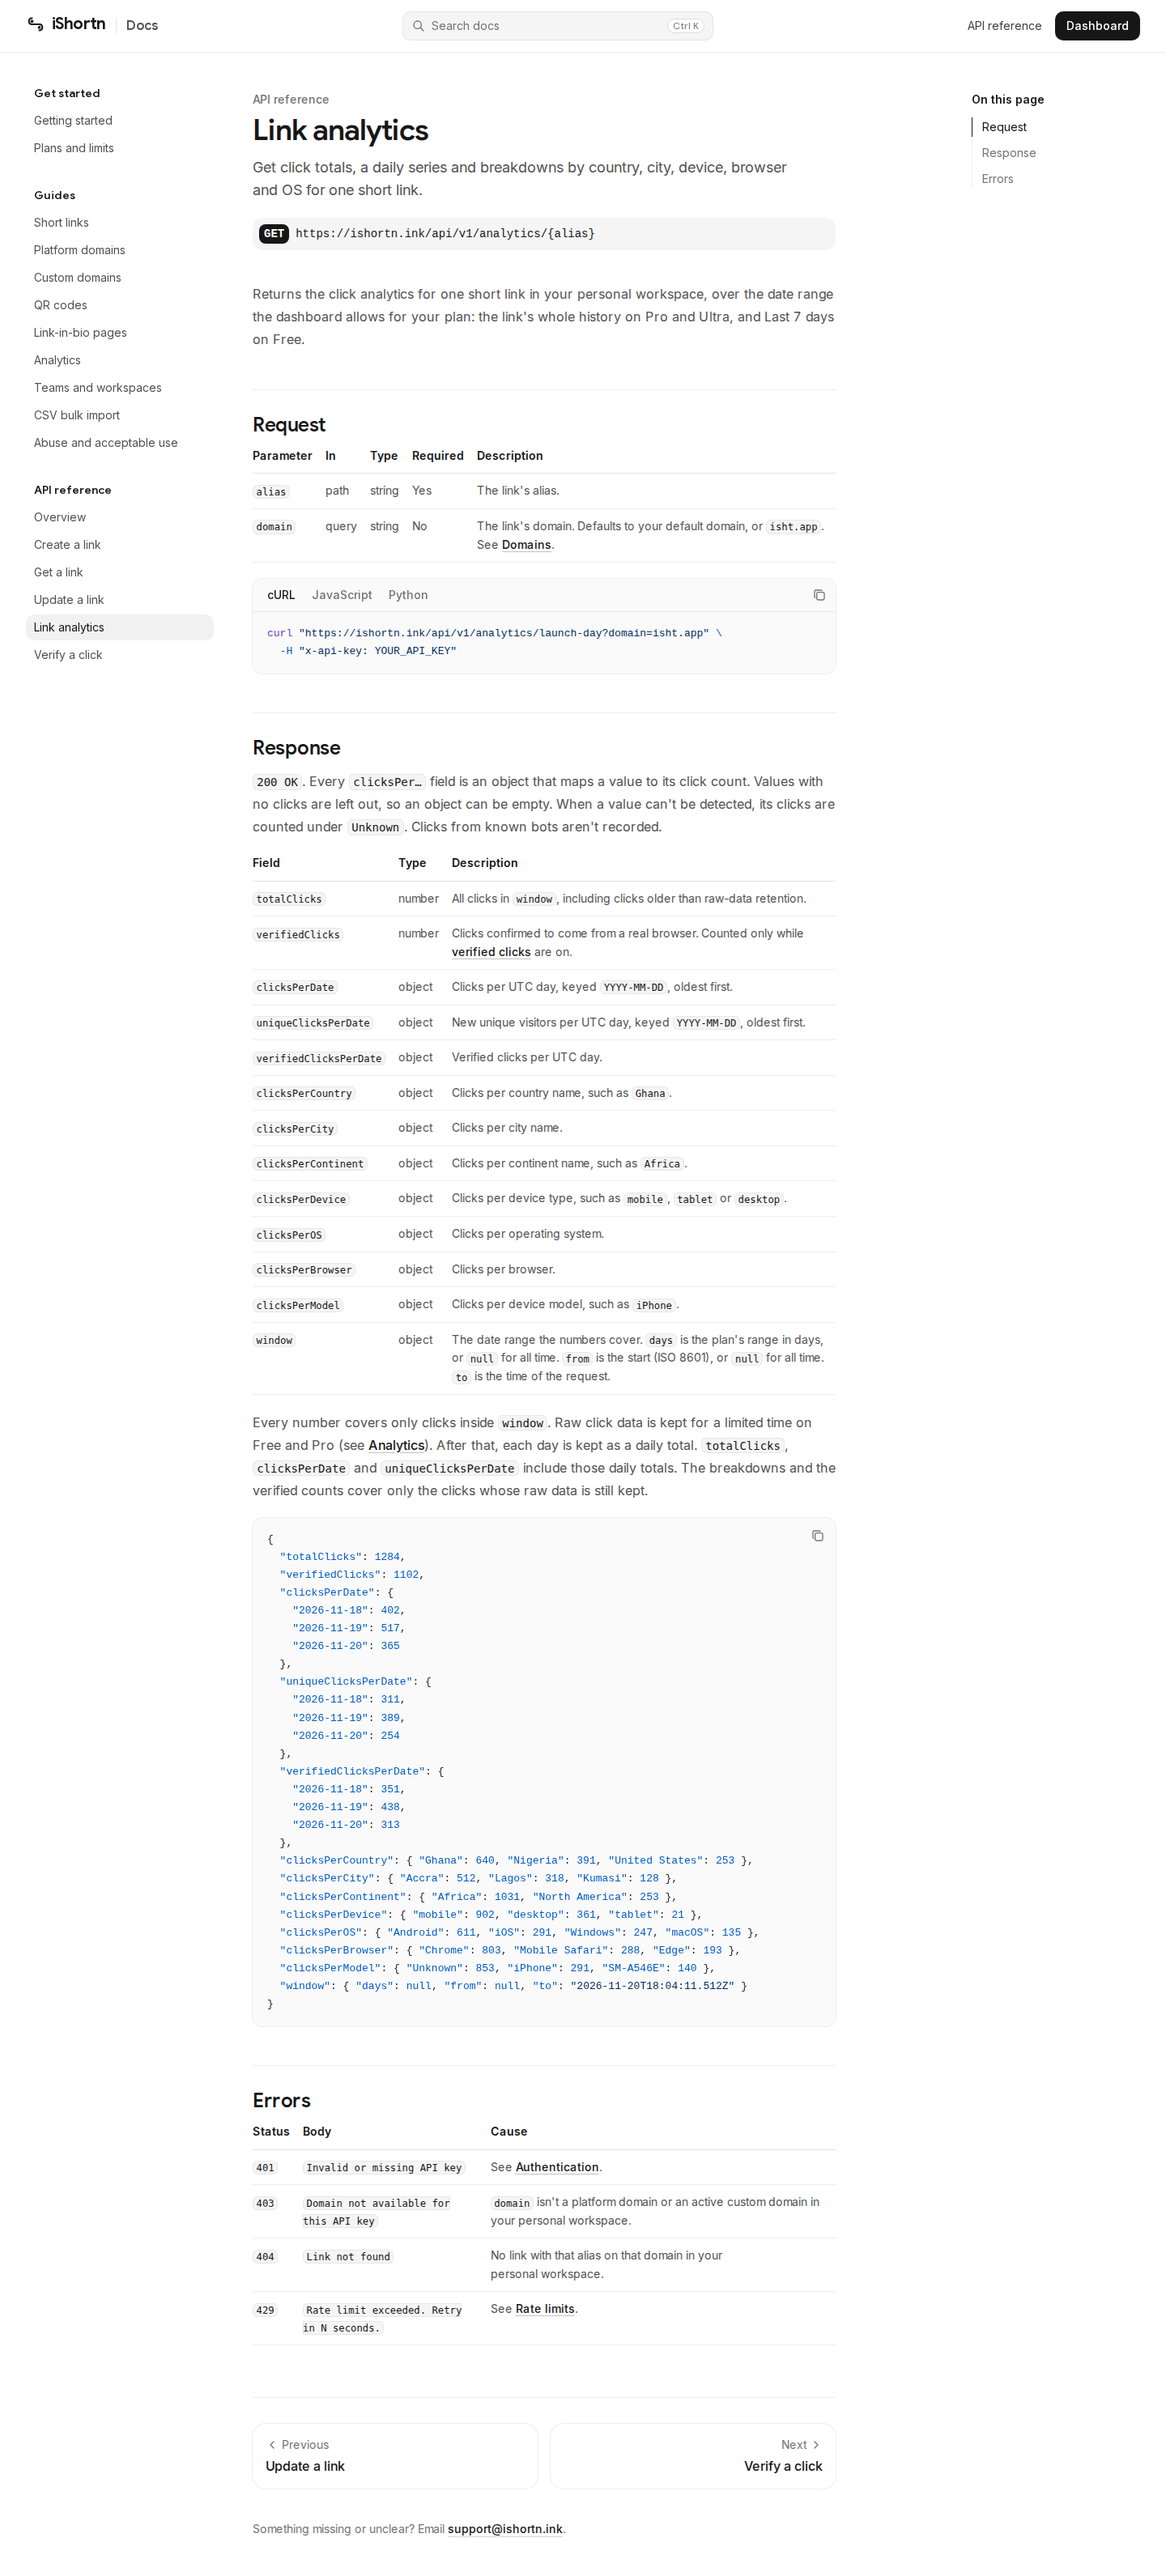 iShortn
Docs
Search docs
Ctrl K
API reference
Dashboard
Get started
Getting started
Plans and limits
Guides
Short links
Platform domains
Custom domains
QR codes
Link-in-bio pages
Analytics
Teams and workspaces
CSV bulk import
Abuse and acceptable use
API reference
Overview
Create a link
Get a link
Update a link
Link analytics
Verify a click
API reference
Link analytics
Get click totals, a daily series and breakdowns by country, city, device, browser
and OS for one short link.
GET https://ishortn.ink/api/v1/analytics/{alias}
Returns the click analytics for one short link in your personal workspace, over the date range
the dashboard allows for your plan: the link's whole history on Pro and Ultra, and Last 7 days
on Free.
Request
Parameter In Type Required Description
alias path string Yes The link's alias.
domain query string No The link's domain. Defaults to your default domain, or isht.app.
See Domains.
cURL JavaScript Python
curl "https://ishortn.ink/api/v1/analytics/launch-day?domain=isht.app" \
-H "x-api-key: YOUR_API_KEY"
Response
200 OK. Every clicksPer… field is an object that maps a value to its click count. Values with
no clicks are left out, so an object can be empty. When a value can't be detected, its clicks are
counted under Unknown. Clicks from known bots aren't recorded.
Field Type Description
totalClicks number All clicks in window, including clicks older than raw-data retention.
verifiedClicks number Clicks confirmed to come from a real browser. Counted only while
verified clicks are on.
clicksPerDate object Clicks per UTC day, keyed YYYY-MM-DD, oldest first.
uniqueClicksPerDate object New unique visitors per UTC day, keyed YYYY-MM-DD, oldest first.
verifiedClicksPerDate object Verified clicks per UTC day.
clicksPerCountry object Clicks per country name, such as Ghana.
clicksPerCity object Clicks per city name.
clicksPerContinent object Clicks per continent name, such as Africa.
clicksPerDevice object Clicks per device type, such as mobile, tablet or desktop.
clicksPerOS object Clicks per operating system.
clicksPerBrowser object Clicks per browser.
clicksPerModel object Clicks per device model, such as iPhone.
window object The date range the numbers cover. days is the plan's range in days,
or null for all time. from is the start (ISO 8601), or null for all time.
to is the time of the request.
Every number covers only clicks inside window. Raw click data is kept for a limited time on
Free and Pro (see Analytics). After that, each day is kept as a daily total. totalClicks,
clicksPerDate and uniqueClicksPerDate include those daily totals. The breakdowns and the
verified counts cover only the clicks whose raw data is still kept.
{
"totalClicks": 1284,
"verifiedClicks": 1102,
"clicksPerDate": {
"2026-11-18": 402,
"2026-11-19": 517,
"2026-11-20": 365
},
"uniqueClicksPerDate": {
"2026-11-18": 311,
"2026-11-19": 389,
"2026-11-20": 254
},
"verifiedClicksPerDate": {
"2026-11-18": 351,
"2026-11-19": 438,
"2026-11-20": 313
},
"clicksPerCountry": { "Ghana": 640, "Nigeria": 391, "United States": 253 },
"clicksPerCity": { "Accra": 512, "Lagos": 318, "Kumasi": 128 },
"clicksPerContinent": { "Africa": 1031, "North America": 253 },
"clicksPerDevice": { "mobile": 902, "desktop": 361, "tablet": 21 },
"clicksPerOS": { "Android": 611, "iOS": 291, "Windows": 247, "macOS": 135 },
"clicksPerBrowser": { "Chrome": 803, "Mobile Safari": 288, "Edge": 193 },
"clicksPerModel": { "Unknown": 853, "iPhone": 291, "SM-A546E": 140 },
"window": { "days": null, "from": null, "to": "2026-11-20T18:04:11.512Z" }
}
Errors
Status Body Cause
401 Invalid or missing API key See Authentication.
403 Domain not available for this API key domain isn't a platform domain or an active custom domain in
your personal workspace.
404 Link not found No link with that alias on that domain in your
personal workspace.
429 Rate limit exceeded. Retry in N seconds. See Rate limits.
Previous
Update a link
Next
Verify a click
Something missing or unclear? Email support@ishortn.ink.
On this page
Request
Response
Errors